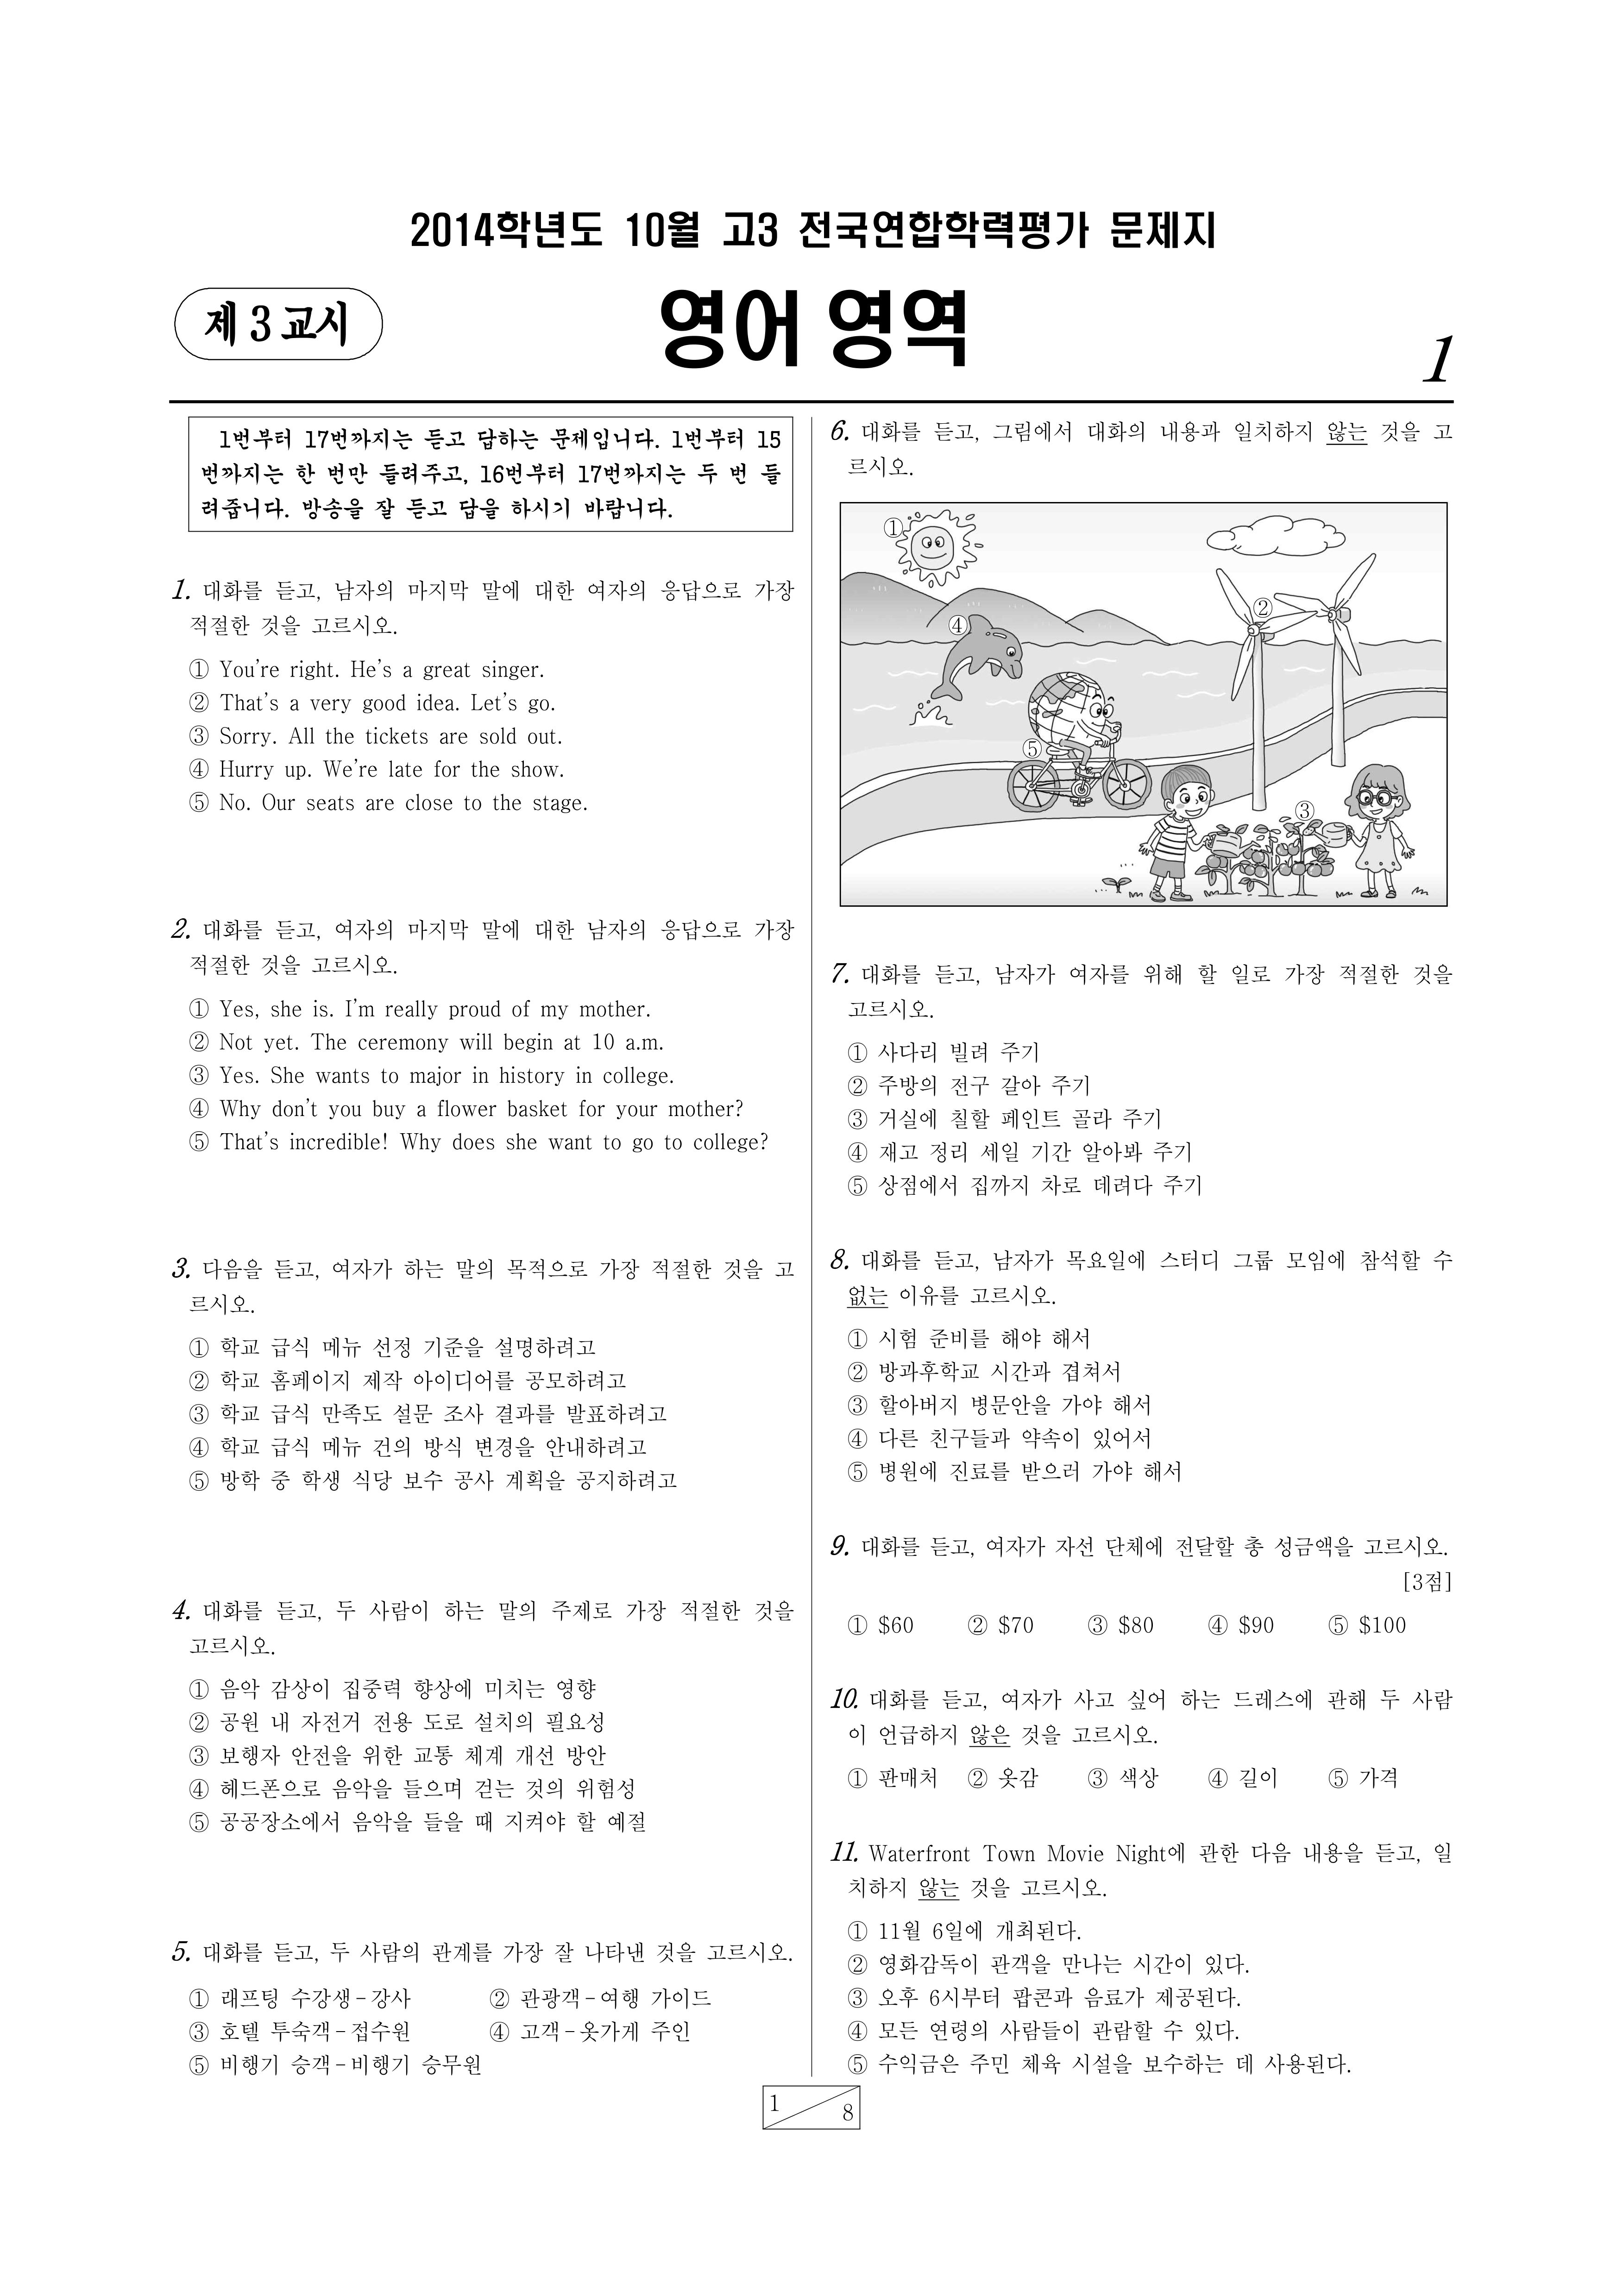 2014학년도 10월 고3 전국연합학력평가 문제지
제 3 교시
영어 영역
1
1번부터 17번까지는 듣고 답하는 문제입니다. 1번부터 15
번까지는 한 번만 들려주고, 16번부터 17번까지는 두 번 들
려줍니다. 방송을 잘 듣고 답을 하시기 바랍니다.
1. 대화를 듣고, 남자의 마지막 말에 대한 여자의 응답으로 가장
적절한 것을 고르시오.
① You're right. He's a great singer.
② That's a very good idea. Let's go.
③ Sorry. All the tickets are sold out.
④ Hurry up. We're late for the show.
⑤ No. Our seats are close to the stage.
2. 대화를 듣고, 여자의 마지막 말에 대한 남자의 응답으로 가장
적절한 것을 고르시오.
① Yes, she is. I'm really proud of my mother.
② Not yet. The ceremony will begin at 10 a.m.
③ Yes. She wants to major in history in college.
④ Why don't you buy a flower basket for your mother?
⑤ That's incredible! Why does she want to go to college?
3. 다음을 듣고, 여자가 하는 말의 목적으로 가장 적절한 것을 고
르시오.
① 학교 급식 메뉴 선정 기준을 설명하려고
② 학교 홈페이지 제작 아이디어를 공모하려고
③ 학교 급식 만족도 설문 조사 결과를 발표하려고
④ 학교 급식 메뉴 건의 방식 변경을 안내하려고
⑤ 방학 중 학생 식당 보수 공사 계획을 공지하려고
4. 대화를 듣고, 두 사람이 하는 말의 주제로 가장 적절한 것을
고르시오.
① 음악 감상이 집중력 향상에 미치는 영향
② 공원 내 자전거 전용 도로 설치의 필요성
③ 보행자 안전을 위한 교통 체계 개선 방안
④ 헤드폰으로 음악을 들으며 걷는 것의 위험성
⑤ 공공장소에서 음악을 들을 때 지켜야 할 예절
5. 대화를 듣고, 두 사람의 관계를 가장 잘 나타낸 것을 고르시오.
① 래프팅 수강생 - 강사 ② 관광객 - 여행 가이드
③ 호텔 투숙객 - 접수원 ④ 고객 - 옷가게 주인
⑤ 비행기 승객 - 비행기 승무원
6. 대화를 듣고, 그림에서 대화의 내용과 일치하지 않는 것을 고
르시오.
①
②
④
⑤
③
7. 대화를 듣고, 남자가 여자를 위해 할 일로 가장 적절한 것을
고르시오.
① 사다리 빌려 주기
② 주방의 전구 갈아 주기
③ 거실에 칠할 페인트 골라 주기
④ 재고 정리 세일 기간 알아봐 주기
⑤ 상점에서 집까지 차로 데려다 주기
8. 대화를 듣고, 남자가 목요일에 스터디 그룹 모임에 참석할 수
없는 이유를 고르시오.
① 시험 준비를 해야 해서
② 방과후학교 시간과 겹쳐서
③ 할아버지 병문안을 가야 해서
④ 다른 친구들과 약속이 있어서
⑤ 병원에 진료를 받으러 가야 해서
9. 대화를 듣고, 여자가 자선 단체에 전달할 총 성금액을 고르시오.
[3점]
① $60 ② $70 ③ $80 ④ $90 ⑤ $100
10. 대화를 듣고, 여자가 사고 싶어 하는 드레스에 관해 두 사람
이 언급하지 않은 것을 고르시오.
① 판매처 ② 옷감 ③ 색상 ④ 길이 ⑤ 가격
11. Waterfront Town Movie Night에 관한 다음 내용을 듣고, 일
치하지 않는 것을 고르시오.
① 11월 6일에 개최된다.
② 영화감독이 관객을 만나는 시간이 있다.
③ 오후 6시부터 팝콘과 음료가 제공된다.
④ 모든 연령의 사람들이 관람할 수 있다.
⑤ 수익금은 주민 체육 시설을 보수하는 데 사용된다.
1
8